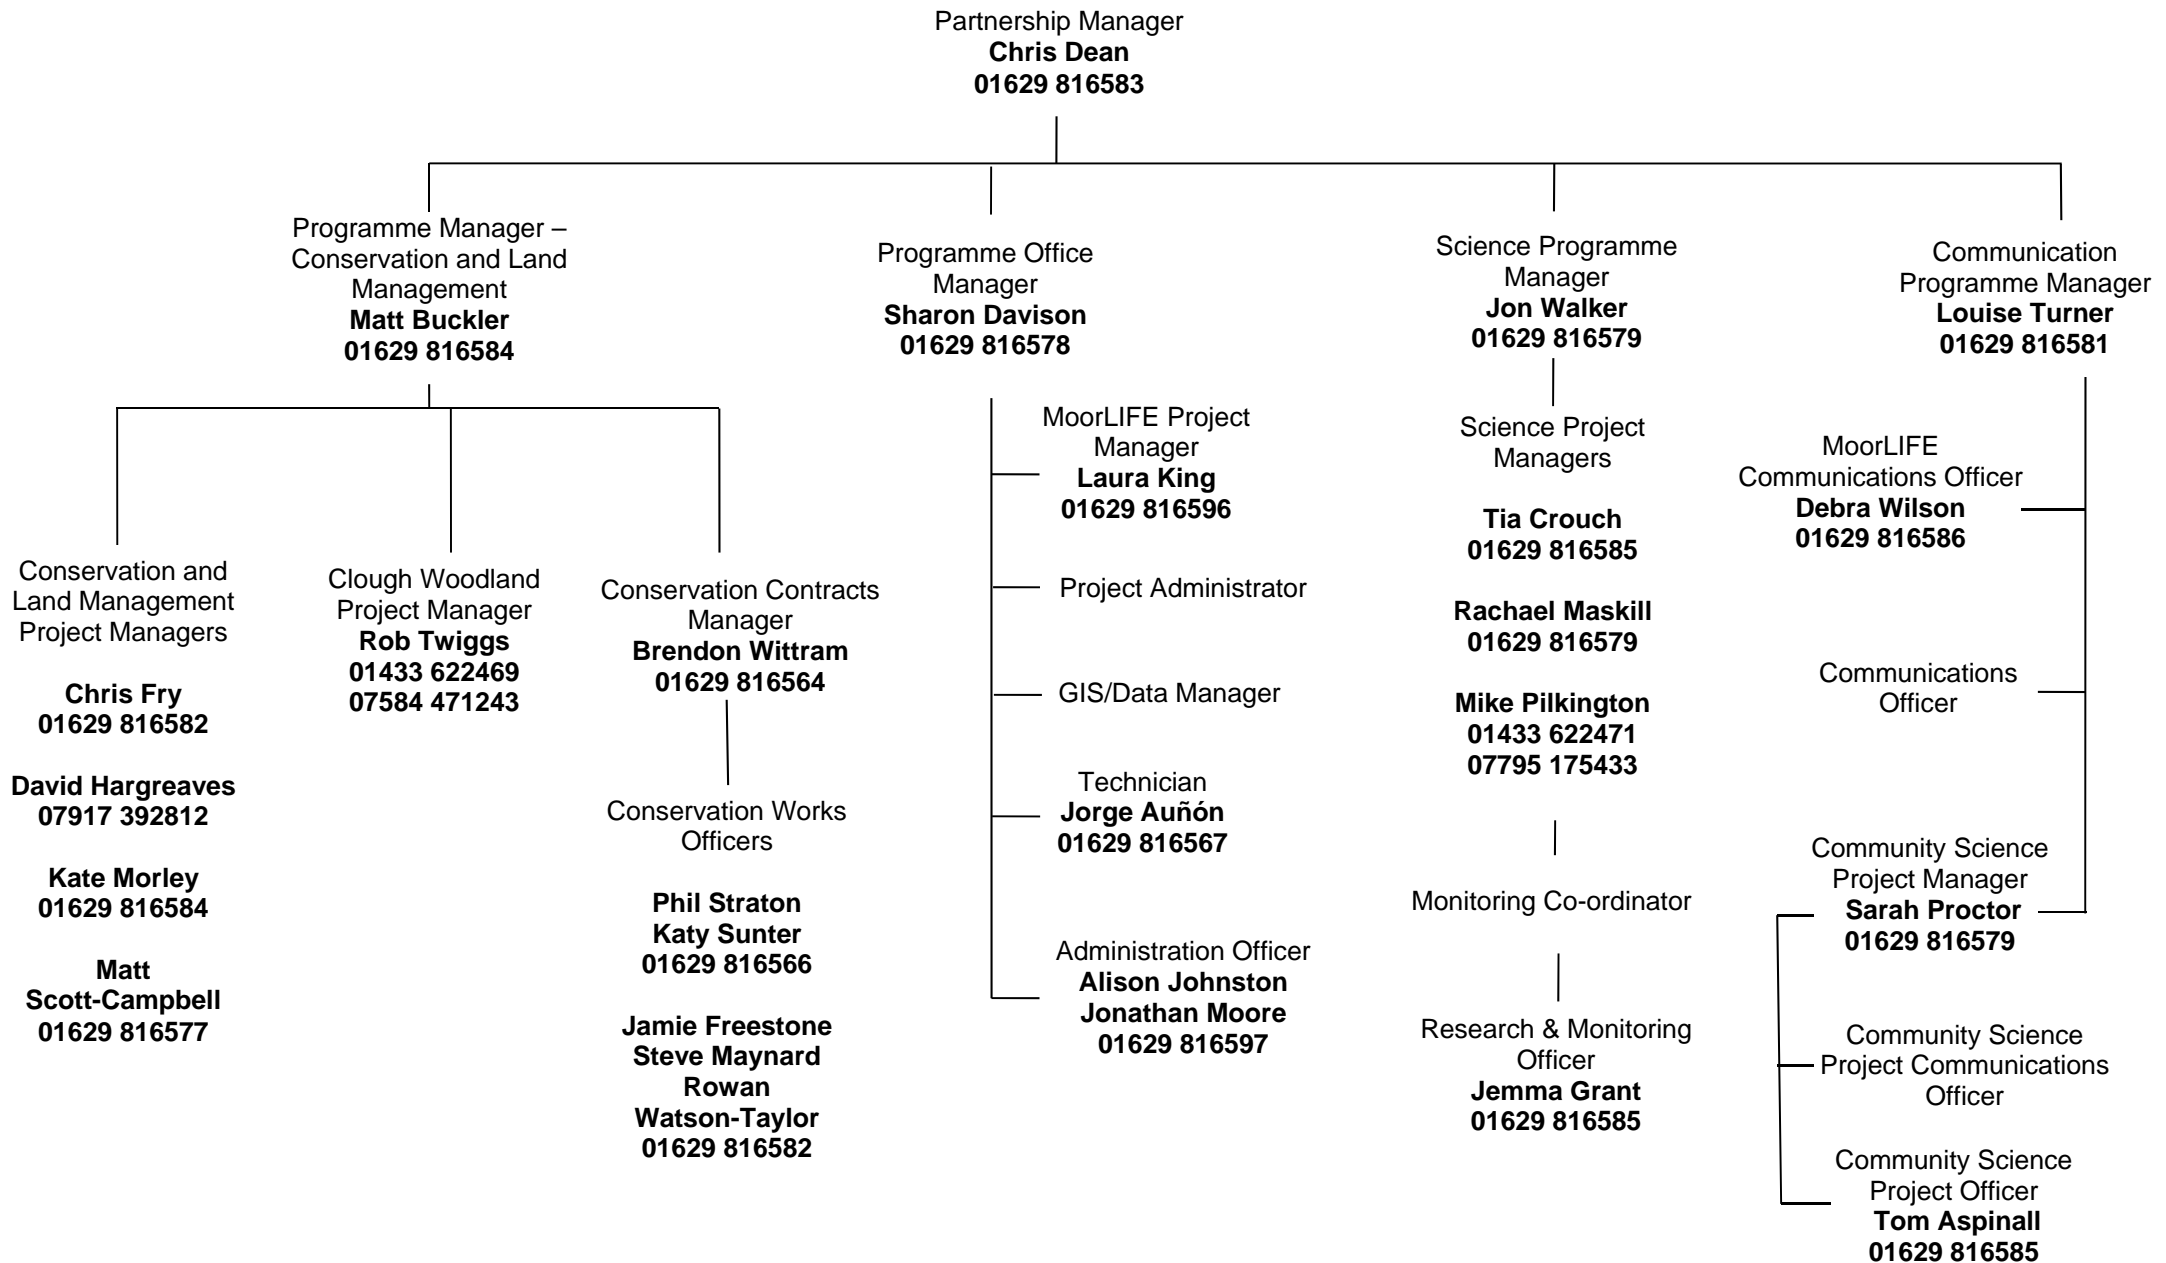 Partnership Manager
Chris Dean
01629 816583
Programme Manager –
Conservation and Land
Management
Matt Buckler
01629 816584
Conservation and
Land Management
Project Managers
Chris Fry
01629 816582
David Hargreaves
07917 392812
Kate Morley
01629 816584
Matt
Scott-Campbell
01629 816577
Clough Woodland
Project Manager
Rob Twiggs
01433 622469
07584 471243
Conservation Contracts
Manager
Brendon Wittram
01629 816564
Conservation Works
Officers
Phil Straton
Katy Sunter
01629 816566
Jamie Freestone
Steve Maynard
Rowan
Watson-Taylor
01629 816582
Programme Office
Manager
Sharon Davison
01629 816578
MoorLIFE Project
Manager
Laura King
01629 816596
Project Administrator
GIS/Data Manager
Technician
Jorge Auñón
01629 816567
Administration Officer
Alison Johnston
Jonathan Moore
01629 816597
Science Programme
Manager
Jon Walker
01629 816579
Science Project
Managers
Tia Crouch
01629 816585
Rachael Maskill
01629 816579
Mike Pilkington
01433 622471
07795 175433
Monitoring Co-ordinator
Research & Monitoring
Officer
Jemma Grant
01629 816585
Communication
Programme Manager
Louise Turner
01629 816581
MoorLIFE
Communications Officer
Debra Wilson
01629 816586
Communications
Officer
Community Science
Project Manager
Sarah Proctor
01629 816579
Community Science
Project Communications
Officer
Community Science
Project Officer
Tom Aspinall
01629 816585